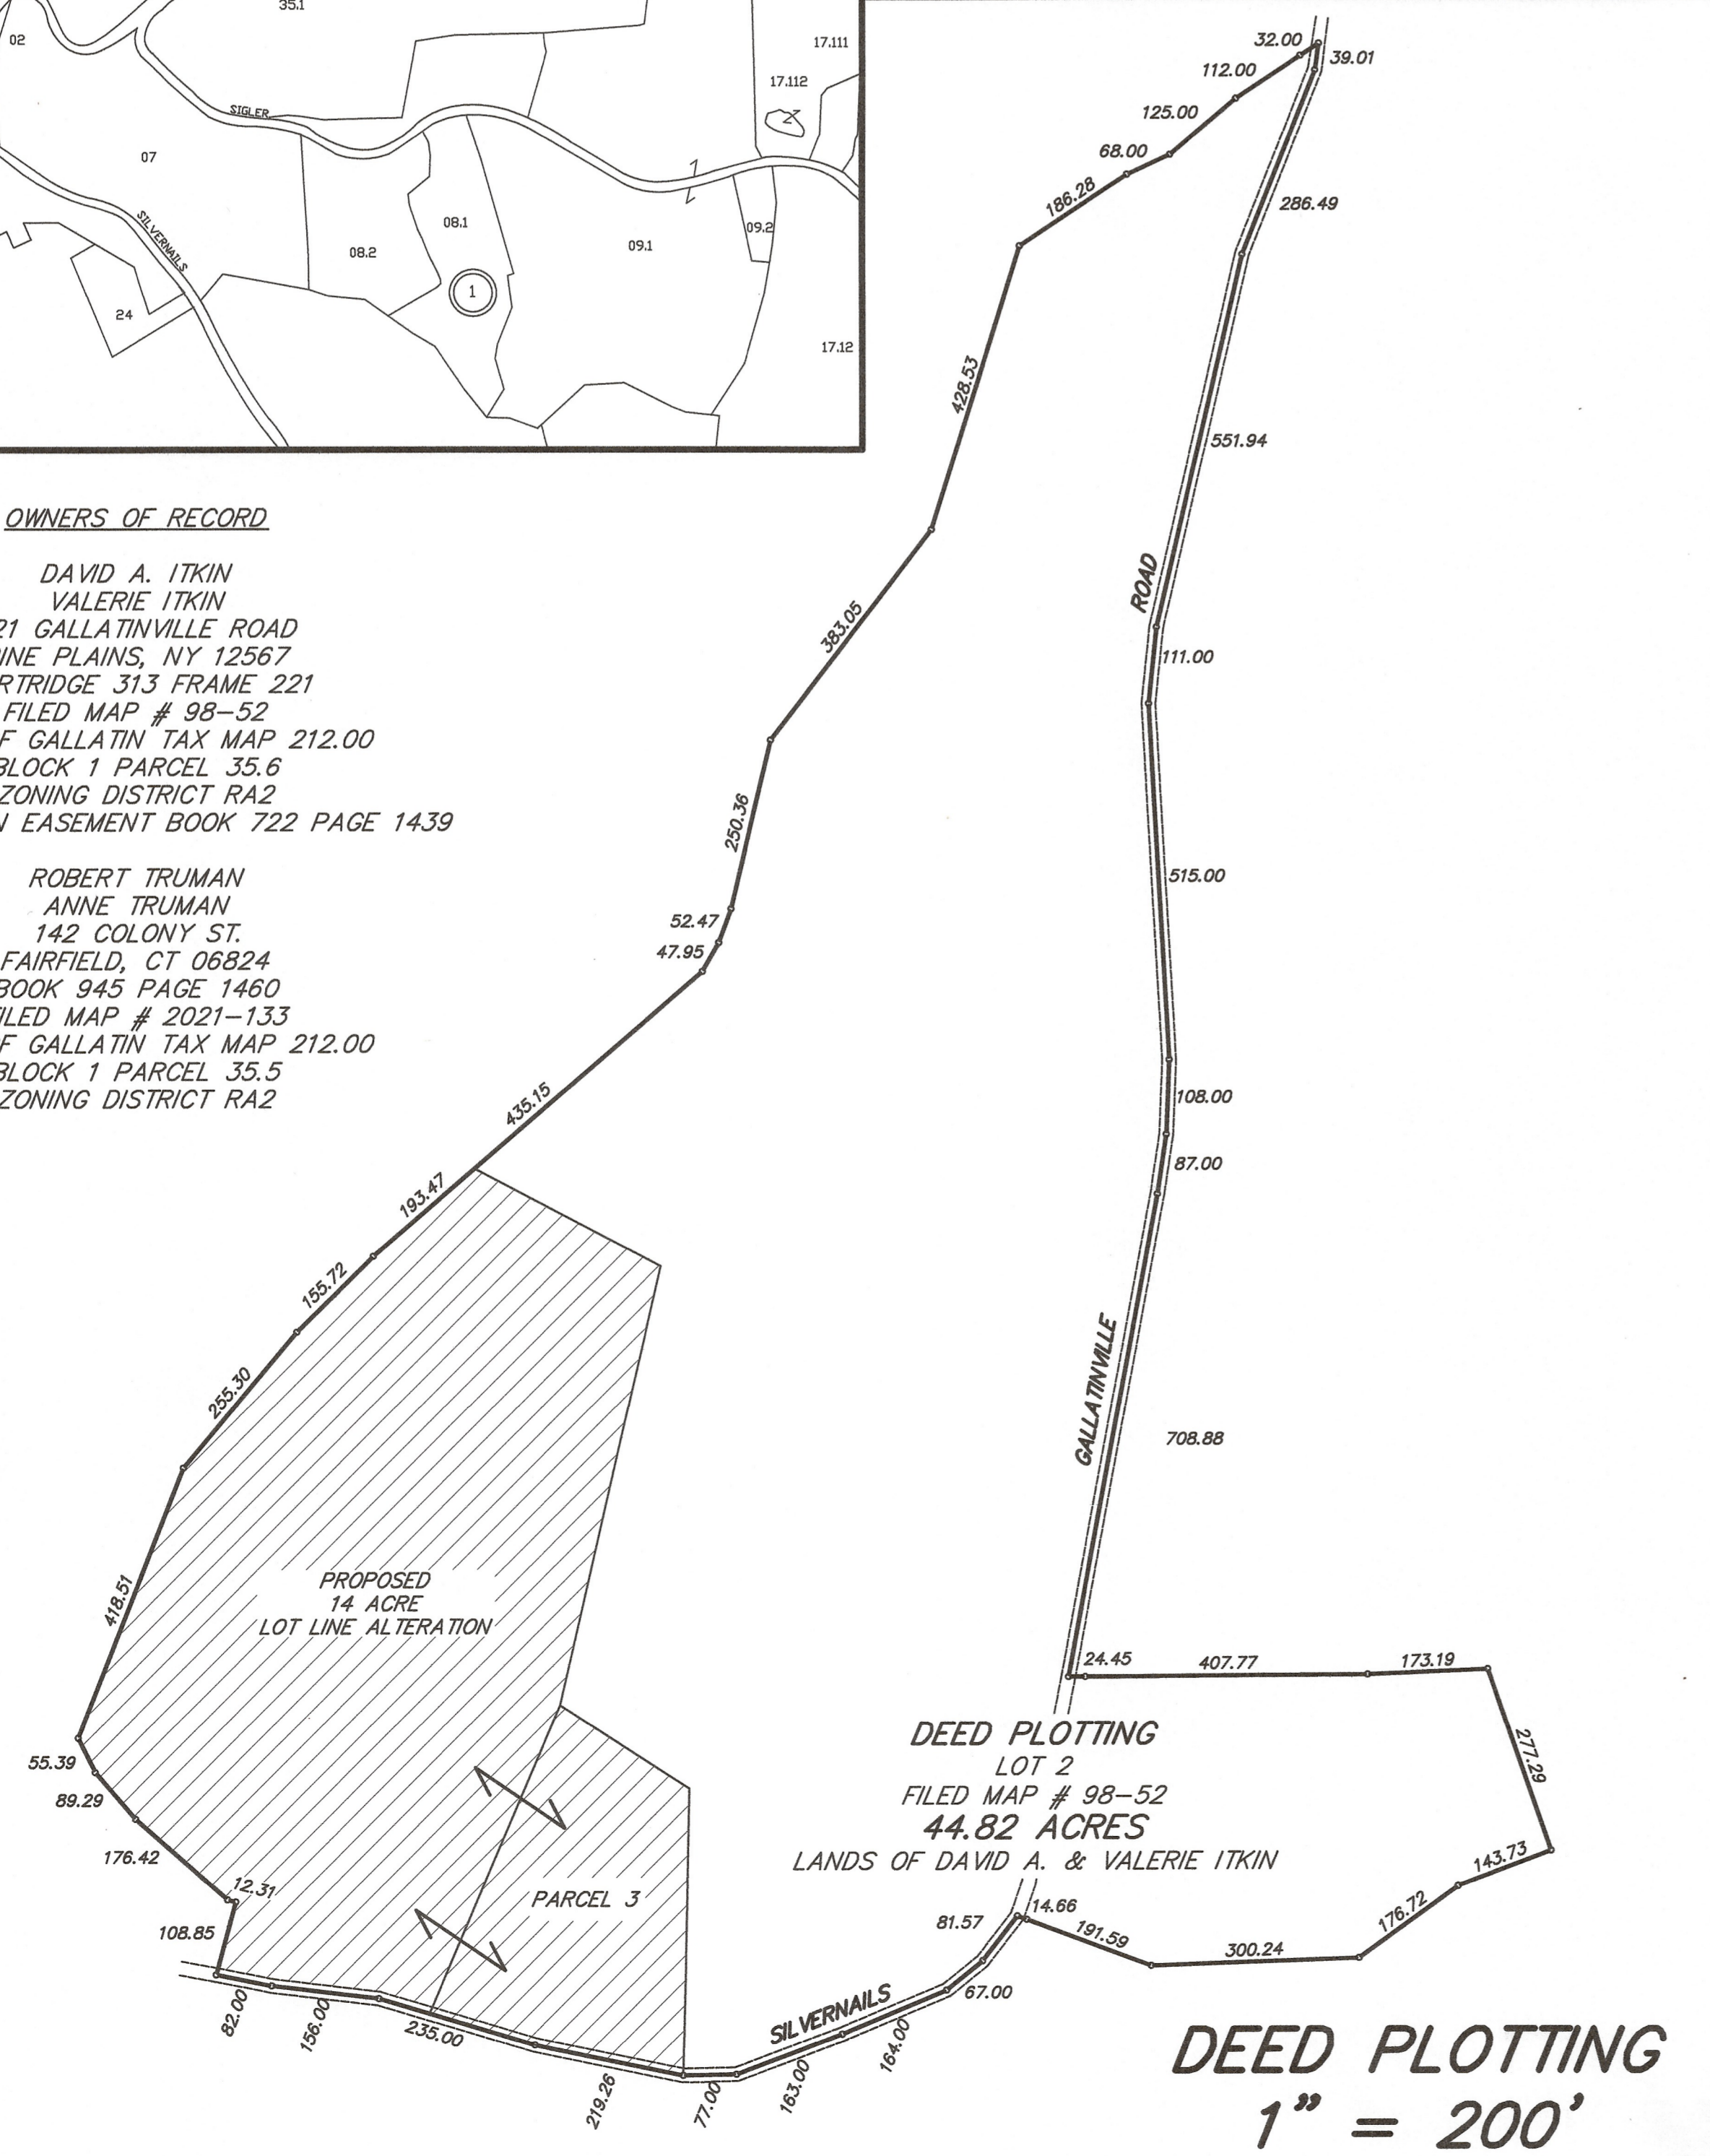 35.1
02
17.111
17.112
SIGLER
07
SILVERNAILS
08.1
08.2
09.1
09.2
1
24
17.12
OWNERS OF RECORD
DAVID A. ITKIN
VALERIE ITKIN
21 GALLATINVILLE ROAD
PINE PLAINS, NY 12567
RTRIDGE 313 FRAME 221
FILED MAP # 98-52
F GALLATIN TAX MAP 212.00
BLOCK 1 PARCEL 35.6
ZONING DISTRICT RA2
N EASEMENT BOOK 722 PAGE 1439
ROBERT TRUMAN
ANNE TRUMAN
142 COLONY ST.
FAIRFIELD, CT 06824
BOOK 945 PAGE 1460
FILED MAP # 2021-133
F GALLATIN TAX MAP 212.00
BLOCK 1 PARCEL 35.5
ZONING DISTRICT RA2
32.00
39.01
112.00
125.00
68.00
186.28
286.49
428.53
551.94
ROAD
383.05
111.00
250.36
515.00
52.47
47.95
435.15
108.00
87.00
193.47
155.72
255.30
GALLATINVILLE
708.88
418.51
PROPOSED
14 ACRE
LOT LINE ALTERATION
24.45
407.77
173.19
277.29
DEED PLOTTING
LOT 2
FILED MAP # 98-52
44.82 ACRES
LANDS OF DAVID A. & VALERIE ITKIN
55.39
89.29
176.42
12.31
108.85
PARCEL 3
143.73
176.72
14.66
191.59
300.24
81.57
67.00
SILVERNAILS
164.00
163.00
77.00
219.26
235.00
156.00
82.00
DEED PLOTTING
1" = 200'